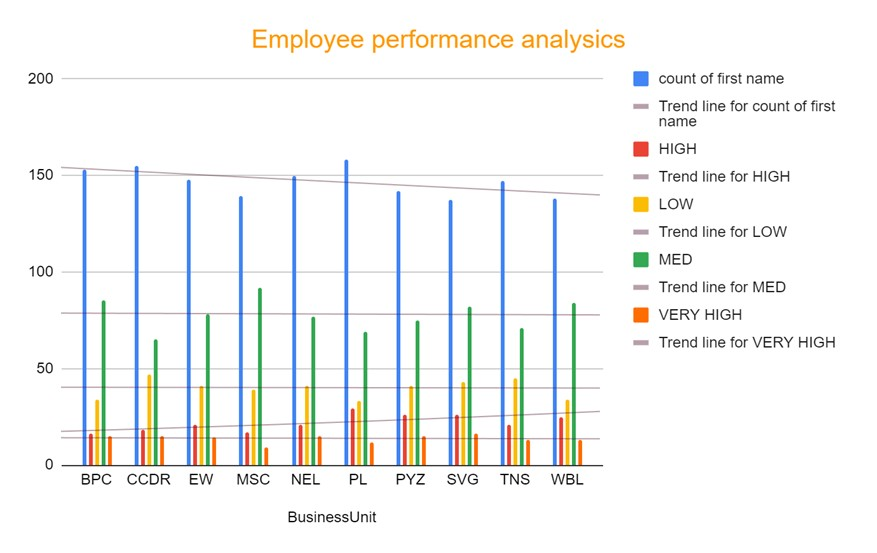 Employee performance analysics
200
150
100
50
0
BPC CCDR EW MSC NEL PL PYZ SVG TNS WBL
BusinessUnit
count of first name
Trend line for count of first
name
HIGH
Trend line for HIGH
LOW
Trend line for LOW
MED
Trend line for MED
VERY HIGH
Trend line for VERY HIGH